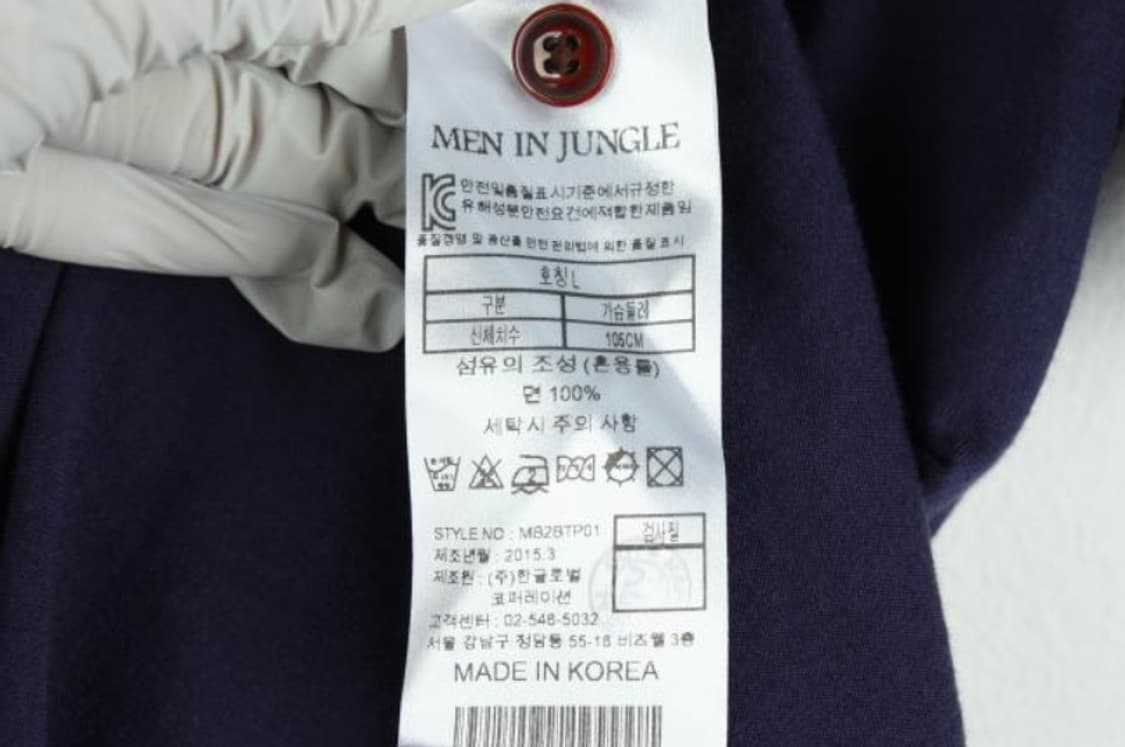 MEN IN JUNGLE
안전및품질표시기준에서규정한
유해성분안전요건에적합한제품임
품질경영 및 공산품 안전 관리법에 의한 품질 표시
호칭 L
구분 가슴둘레
신체치수 105CM
섬유의 조성 (혼용률)
면 100%
세탁시 주의 사항
STYLE NO : MB2BTP01
검사필
제조년월 : 2015.3
제조원 : (주)한글로벌
코퍼레이션
고객센터 : 02-546-5032
서울 강남구 청담동 55-18 비즈웰 3층
MADE IN KOREA